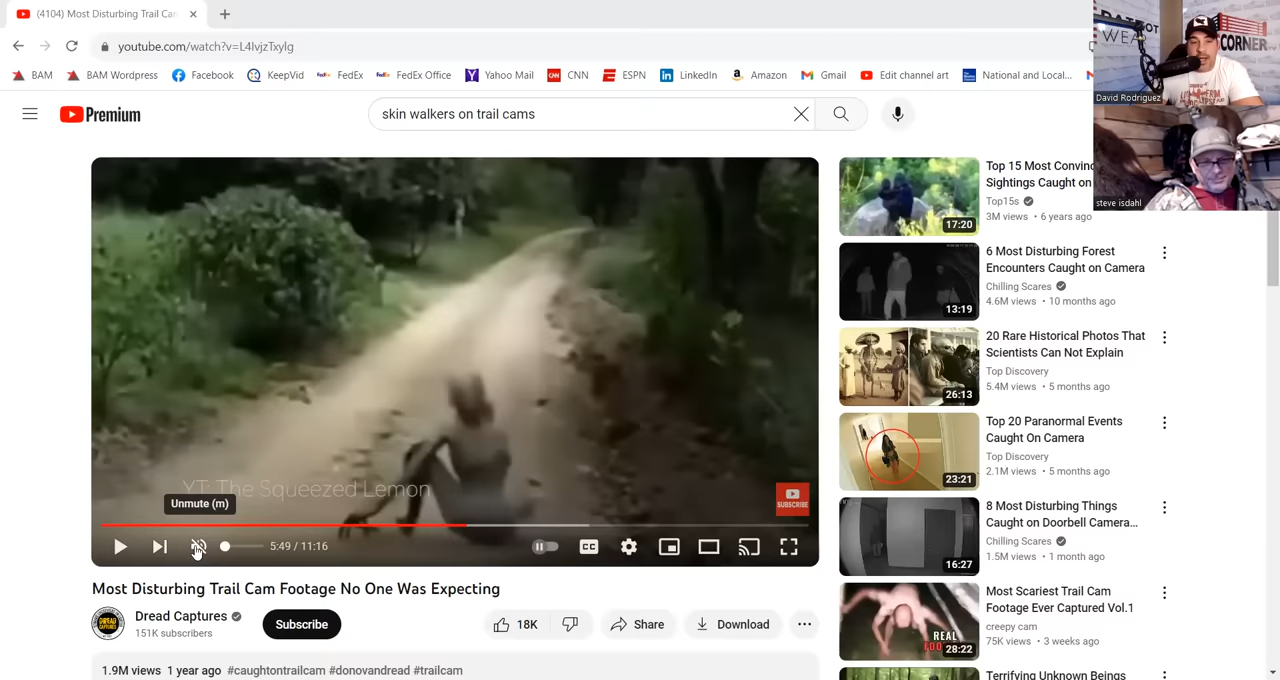 (4104) Most Disturbing Trail Cam
youtube.com/watch?v=L4IvjzTxyIg
BAM
BAM Wordpress
Facebook
KeepVid
FedEx
FedEx Office
Yahoo Mail
CNN
ESPN
LinkedIn
Amazon
Gmail
Edit channel art
National and Local...
CORNER
David Rodriguez
steve isdahl
Premium
skin walkers on trail cams
YT: The Squeezed Lemon
SUBSCRIBE
Unmute (m)
5:49 / 11:16
CC
Most Disturbing Trail Cam Footage No One Was Expecting
Dread Captures
151K subscribers
Subscribe
18K
Share
Download
1.9M views 1 year ago #caughtontrailcam #donovandread #trailcam
17:20
Top 15 Most
Sightings Caught on
Top15s
3M views • 6 years ago
13:19
6 Most Disturbing Forest
Encounters Caught on Camera
Chilling Scares
4.6M views • 10 months ago
26:13
20 Rare Historical Photos That
Scientists Can Not Explain
Top Discovery
5.4M views • 5 months ago
23:21
Top 20 Paranormal Events
Caught On Camera
Top Discovery
2.1M views • 5 months ago
16:27
8 Most Disturbing Things
Caught on Doorbell Camera...
Chilling Scares
1.5M views • 1 month ago
REAL
28:22
Most Scariest Trail Cam
Footage Ever Captured Vol.1
creepy cam
75K views • 3 weeks ago
Terrifying Unknown Beings